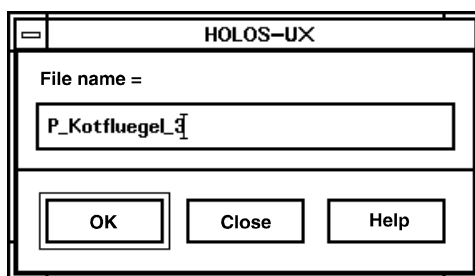 HOLOS-UX
File name =
P_Kotfluegel_3
OK
Close
Help